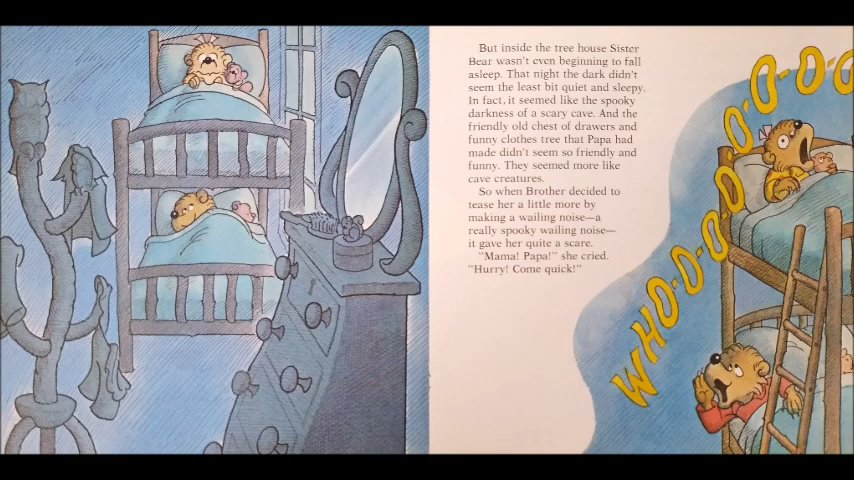 But inside the tree house Sister
Bear wasn't even beginning to fall
asleep. That night the dark didn't
seem the least bit quiet and sleepy.
In fact, it seemed like the spooky
darkness of a scary cave. And the
friendly old chest of drawers and
funny clothes tree that Papa had
made didn't seem so friendly and
funny. They seemed more like
cave creatures.
So when Brother decided to
tease her a little more by
making a wailing noise—a
really spooky wailing noise—
it gave her quite a scare.
"Mama! Papa!" she cried.
"Hurry! Come quick!"
WHO-O-O-O-O-O-O-O